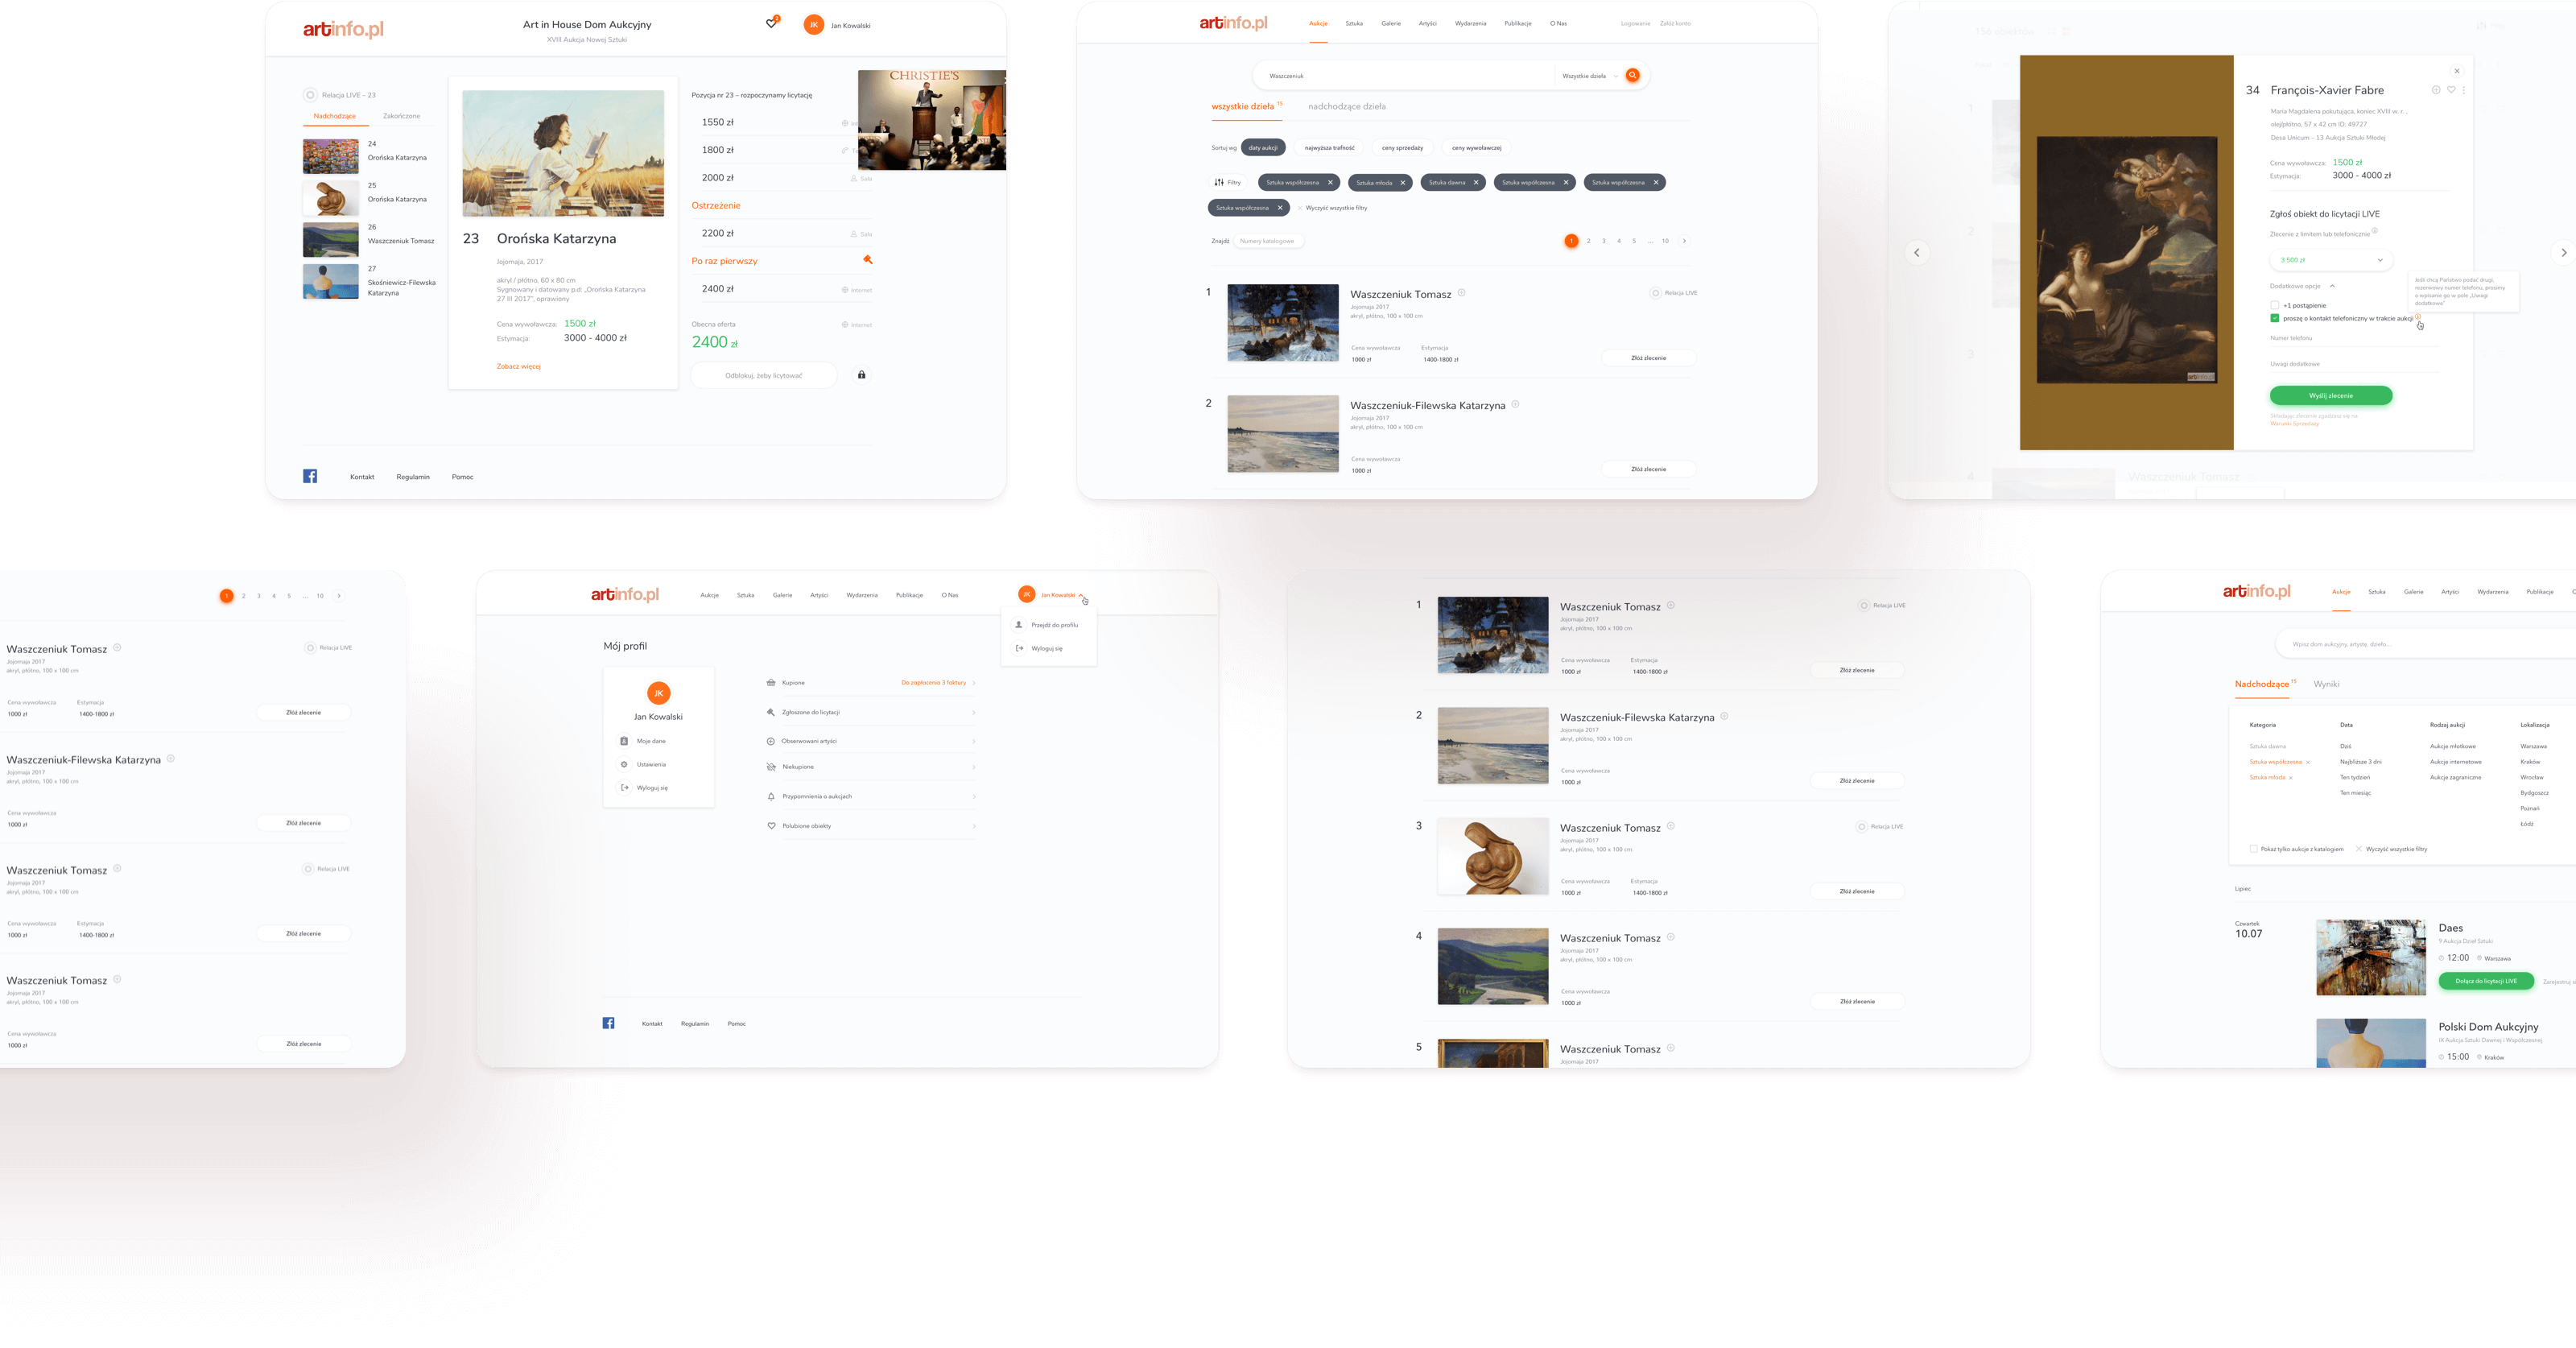 artinfo.pl
Art in House Dom Aukcyjny
XVIII Aukcja Nowej Sztuki
2
JK
Jan Kowalski
Relacja LIVE – 23
Nadchodzące
Zakończone
24
Orońska Katarzyna
25
Orońska Katarzyna
26
Waszczeniuk Tomasz
27
Skośniewicz-Filewska
Katarzyna
23 Orońska Katarzyna
Jojomaja, 2017
akryl / płótno, 60 x 80 cm
Sygnowany i datowany p.d: „Orońska Katarzyna
27 III 2017”, oprawiony
Cena wywoławcza: 1500 zł
Estymacja: 3000 - 4000 zł
Zobacz więcej
Pozycja nr 23 – rozpoczynamy licytację
1550 zł
1800 zł
2000 zł Sala
Ostrzeżenie
2200 zł Sala
Po raz pierwszy
2400 zł Internet
Obecna oferta Internet
2400 zł
Odblokuj, żeby licytować
CHRISTIE'S
Kontakt Regulamin Pomoc
artinfo.pl
Aukcje Sztuka Galerie Artyści Wydarzenia Publikacje O Nas
Logowanie Załóż konto
Waszczeniuk
Wszystkie dzieła
wszystkie dzieła 15
nadchodzące dzieła
Sortuj wg daty aukcji najwyższa trafność ceny sprzedaży ceny wywoławczej
Filtry Sztuka współczesna Sztuka młoda Sztuka dawna Sztuka współczesna Sztuka współczesna
Sztuka współczesna Wyczyść wszystkie filtry
Znajdź Numery katalogowe
1 2 3 4 5 ... 10
1 Waszczeniuk Tomasz
Relacja LIVE
Jojomaja 2017
akryl, płótno, 100 x 100 cm
Cena wywoławcza Estymacja
1000 zł 1400-1800 zł
Złóż zlecenie
2 Waszczeniuk-Filewska Katarzyna
Jojomaja 2017
akryl, płótno, 100 x 100 cm
Cena wywoławcza
1000 zł
Złóż zlecenie
34 François-Xavier Fabre
Maria Magdalena pokutująca, koniec XVIII w. r. ,
olej/płótno, 57 x 42 cm ID: 49727
Desa Unicum – 13 Aukcja Sztuki Młodej
Cena wywoławcza: 1500 zł
Estymacja: 3000 - 4000 zł
Zgłoś obiekt do licytacji LIVE
Zlecenie z limitem lub telefonicznie
3 500 zł
Dodatkowe opcje
+1 postąpienie
proszę o kontakt telefoniczny w trakcie aukcji
Jeśli chcą Państwo podać drugi,
rezerwowy numer telefonu, prosimy
o wpisanie go w pole „Uwagi
dodatkowe”
Numer telefonu
Uwagi dodatkowe
Wyślij zlecenie
Składając zlecenie zgadzasz się na
Warunki Sprzedaży
artinfo.pl
4 Waszczeniuk Tomasz
1 2 3 4 5 ... 10
Waszczeniuk Tomasz
Relacja LIVE
Jojomaja 2017
akryl, płótno, 100 x 100 cm
Cena wywoławcza Estymacja
1000 zł 1400-1800 zł
Złóż zlecenie
Waszczeniuk-Filewska Katarzyna
Jojomaja 2017
akryl, płótno, 100 x 100 cm
Cena wywoławcza
1000 zł
Złóż zlecenie
Waszczeniuk Tomasz
Relacja LIVE
Jojomaja 2017
akryl, płótno, 100 x 100 cm
Cena wywoławcza Estymacja
1000 zł 1400-1800 zł
Złóż zlecenie
Waszczeniuk Tomasz
Jojomaja 2017
akryl, płótno, 100 x 100 cm
Cena wywoławcza
1000 zł
Złóż zlecenie
artinfo.pl
Aukcje Sztuka Galerie Artyści Wydarzenia Publikacje O Nas
JK Jan Kowalski
Przejdź do profilu
Wyloguj się
Mój profil
JK
Jan Kowalski
Moje dane
Ustawienia
Wyloguj się
Kupione Do zapłacenia 3 faktury
Zgłoszone do licytacji
Obserwowani artyści
Niekupione
Przypomnienia o aukcjach
Polubione obiekty
Kontakt Regulamin Pomoc
1 Waszczeniuk Tomasz
Relacja LIVE
Jojomaja 2017
akryl, płótno, 100 x 100 cm
Cena wywoławcza Estymacja
1000 zł 1400-1800 zł
Złóż zlecenie
2 Waszczeniuk-Filewska Katarzyna
Jojomaja 2017
akryl, płótno, 100 x 100 cm
Cena wywoławcza
1000 zł
Złóż zlecenie
3 Waszczeniuk Tomasz
Relacja LIVE
Jojomaja 2017
akryl, płótno, 100 x 100 cm
Cena wywoławcza Estymacja
1000 zł 1400-1800 zł
Złóż zlecenie
4 Waszczeniuk Tomasz
Jojomaja 2017
akryl, płótno, 100 x 100 cm
Cena wywoławcza
1000 zł
Złóż zlecenie
5 Waszczeniuk Tomasz
Jojomaja 2017
artinfo.pl
Aukcje Sztuka Galerie Artyści Wydarzenia Publikacje
Wpisz dom aukcyjny, artystę, dzieło...
Nadchodzące 15
Wyniki
Kategoria Data Rodzaj aukcji Lokalizacja
Sztuka dawna Dziś Aukcje młotkowe Warszawa
Sztuka współczesna Najbliższe 3 dni Aukcje internetowe Kraków
Sztuka młoda Ten tydzień Aukcje zagraniczne Wrocław
Ten miesiąc Bydgoszcz
Poznań
Łódź
Pokaż tylko aukcje z katalogiem Wyczyść wszystkie filtry
Lipiec
Czwartek
10.07
Daes
9 Aukcja Dzieł Sztuki
12:00 Warszawa
Dołącz do licytacji LIVE
Polski Dom Aukcyjny
IX Aukcja Sztuki Dawnej i Współczesnej
15:00 Kraków